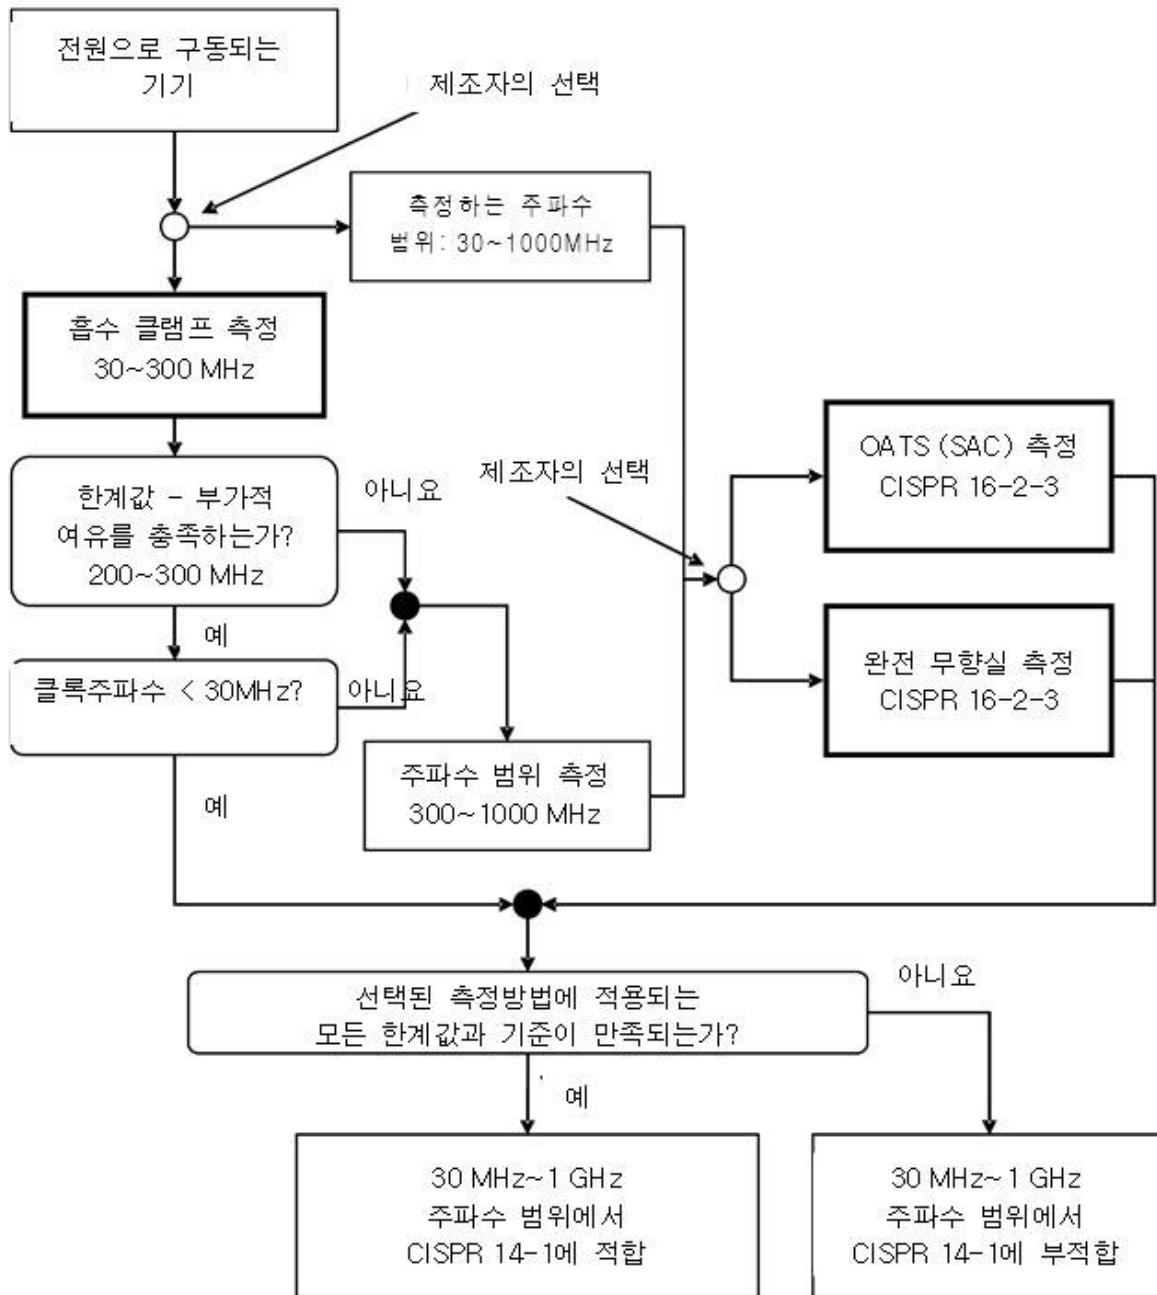 전원으로 구동되는
기기
제조자의 선택
측정하는 주파수
범위: 30~1000MHz
흡수 클램프 측정
30~300 MHz
한계값 - 부가적
여유를 충족하는가?
200~300 MHz
아니요
예
클록주파수 < 30MHz?
아니요
예
주파수 범위 측정
300~1000 MHz
제조자의 선택
OATS (SAC) 측정
CISPR 16-2-3
완전 무향실 측정
CISPR 16-2-3
선택된 측정방법에 적용되는
모든 한계값과 기준이 만족되는가?
아니요
예
30 MHz~1 GHz
주파수 범위에서
CISPR 14-1에 적합
30 MHz~1 GHz
주파수 범위에서
CISPR 14-1에 부적합